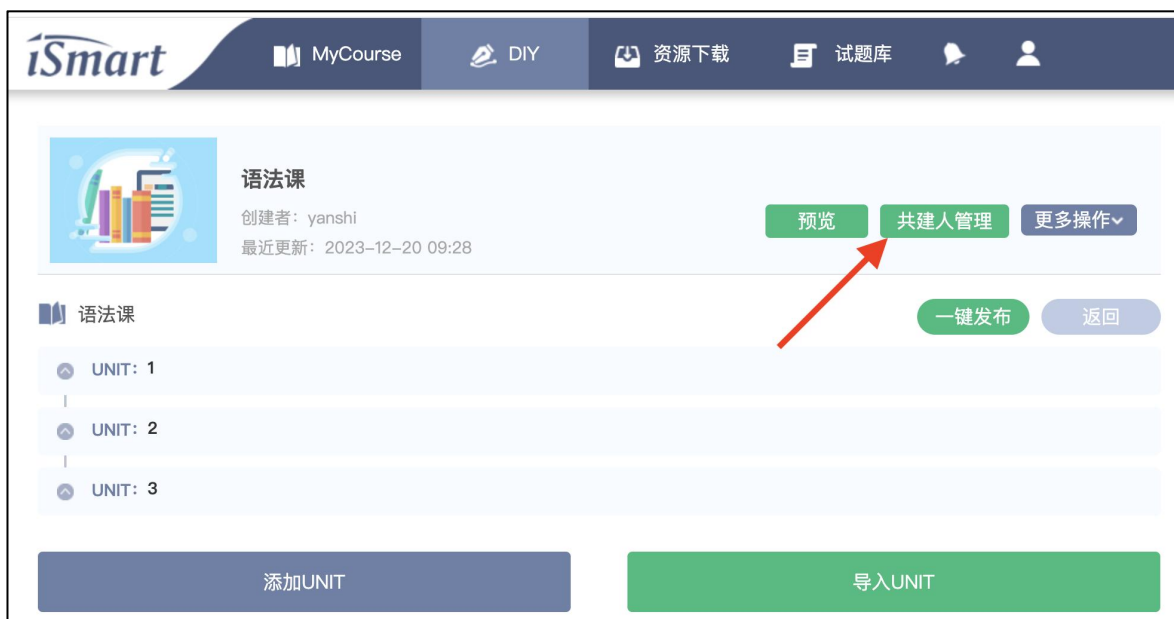 iSmart MyCourse DIY 资源下载 试题库
语法课
创建者：yanshi
最近更新：2023-12-20 09:28
预览 共建人管理 更多操作
语法课
一键发布 返回
UNIT：1
UNIT：2
UNIT：3
添加UNIT 导入UNIT